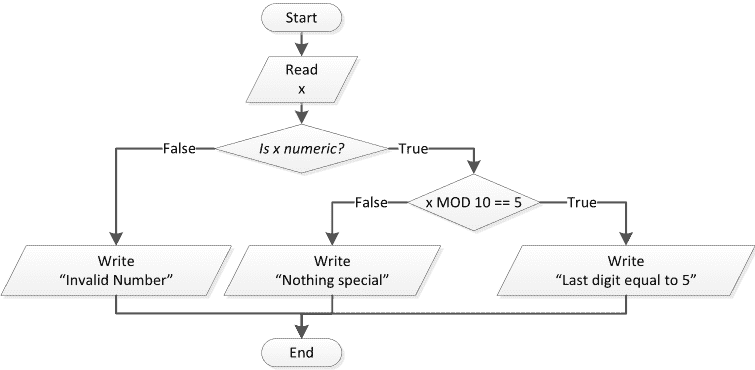 Start
Read
x
Is x numeric?
False
True
x MOD 10 == 5
False
True
Write
“Invalid Number”
Write
“Nothing special”
Write
“Last digit equal to 5”
End